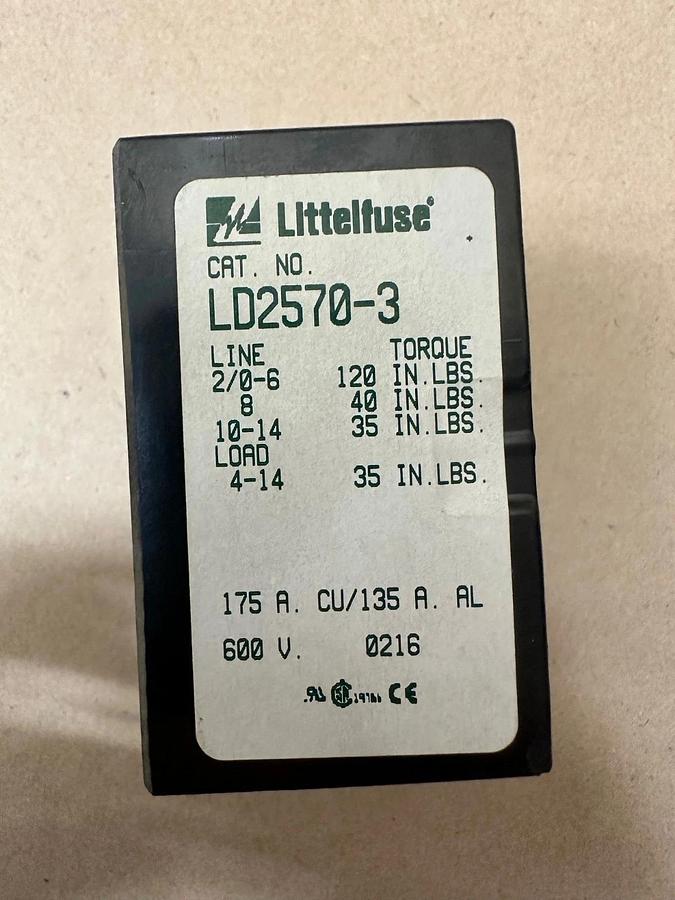 Littelfuse®
CAT. NO.
LD2570-3
LINE TORQUE
2/0-6 120 IN.LBS.
8 40 IN.LBS.
10-14 35 IN.LBS.
LOAD
4-14 35 IN.LBS.
175 A. CU/135 A. AL
600 V. 0216
CE